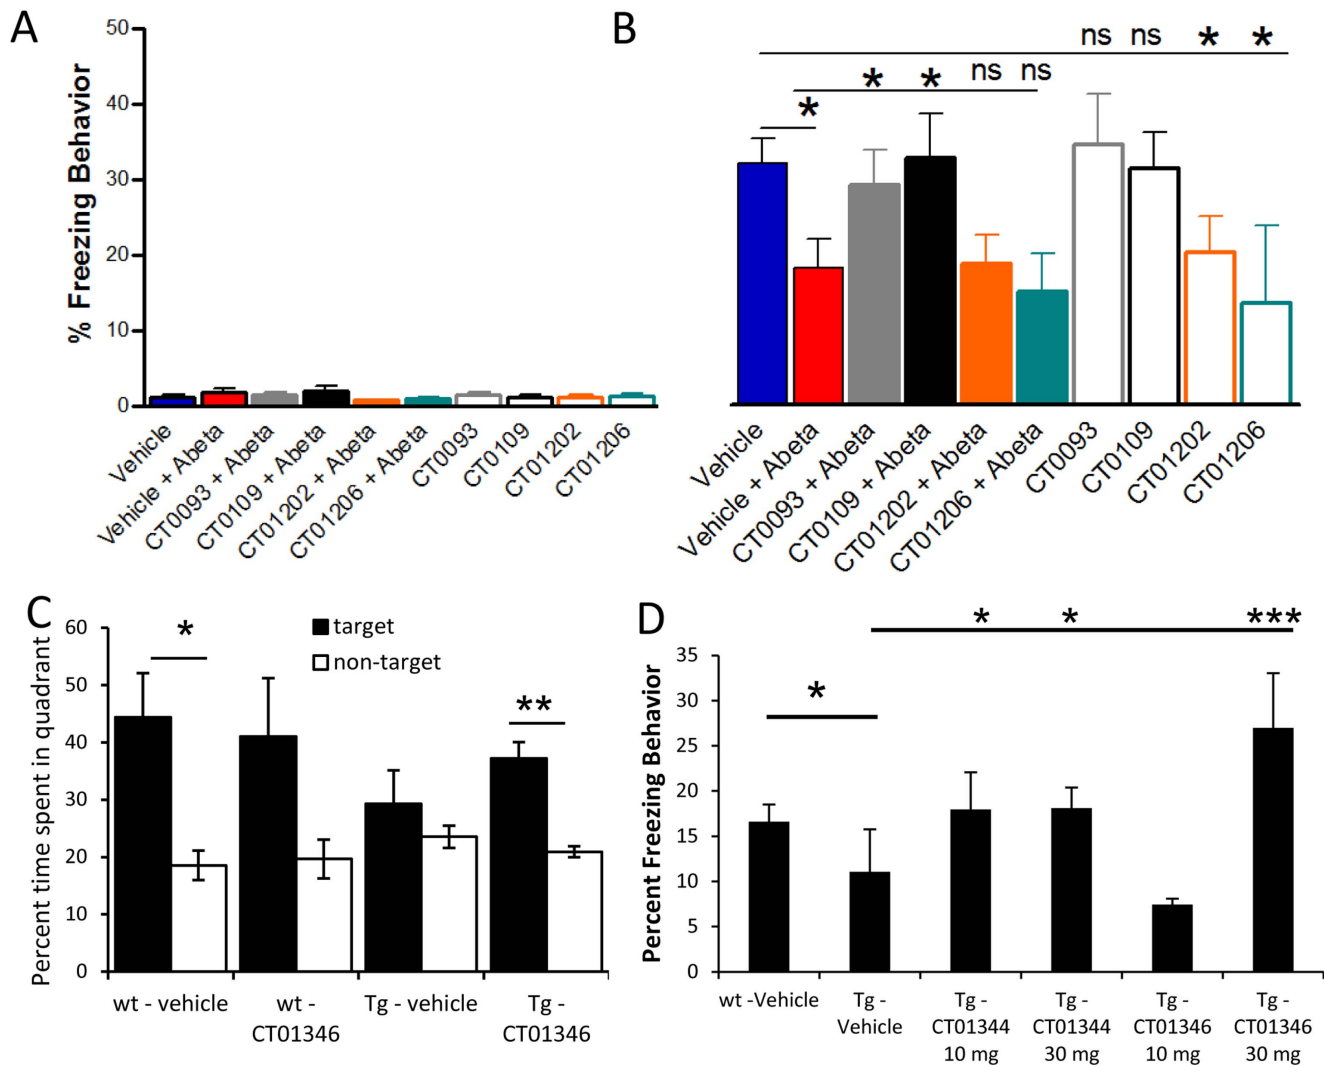 A
% Freezing Behavior
50
40
30
20
10
0
Vehicle
Vehicle + Abeta
CT0093 + Abeta
CT0109 + Abeta
CT01202 + Abeta
CT01206 + Abeta
CT0093
CT0109
CT01202
CT01206
B
ns ns * *
* * ns ns
*
Vehicle
Vehicle + Abeta
CT0093 + Abeta
CT0109 + Abeta
CT01202 + Abeta
CT01206 + Abeta
CT0093
CT0109
CT01202
CT01206
C
Percent time spent in quadrant
60
50
40
30
20
10
0
target
non-target
*
**
wt - vehicle
wt -
CT01346
Tg - vehicle
Tg -
CT01346
D
Percent Freezing Behavior
35
30
25
20
15
10
5
0
* * ***
*
wt -Vehicle
Tg -
Vehicle
Tg -
CT01344
10 mg
Tg -
CT01344
30 mg
Tg -
CT01346
10 mg
Tg -
CT01346
30 mg